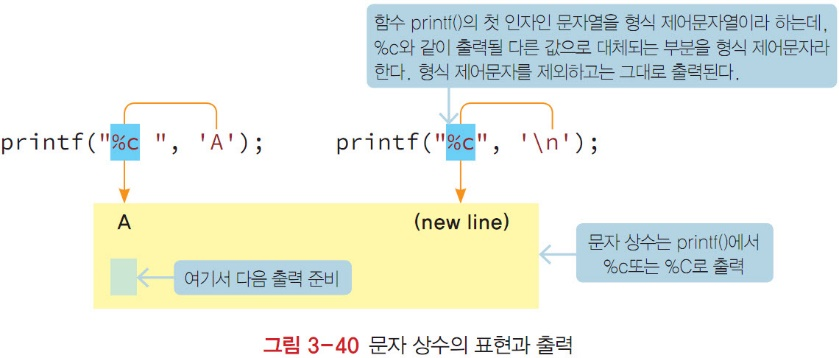 함수 printf()의 첫 인자인 문자열을 형식 제어문자열이라 하는데,
%c와 같이 출력될 다른 값으로 대체되는 부분을 형식 제어문자라
한다. 형식 제어문자를 제외하고는 그대로 출력된다.
printf("%c ", 'A');
printf("%c", '\n');
A
(new line)
여기서 다음 출력 준비
문자 상수는 printf()에서
%c또는 %C로 출력
그림 3-40 문자 상수의 표현과 출력